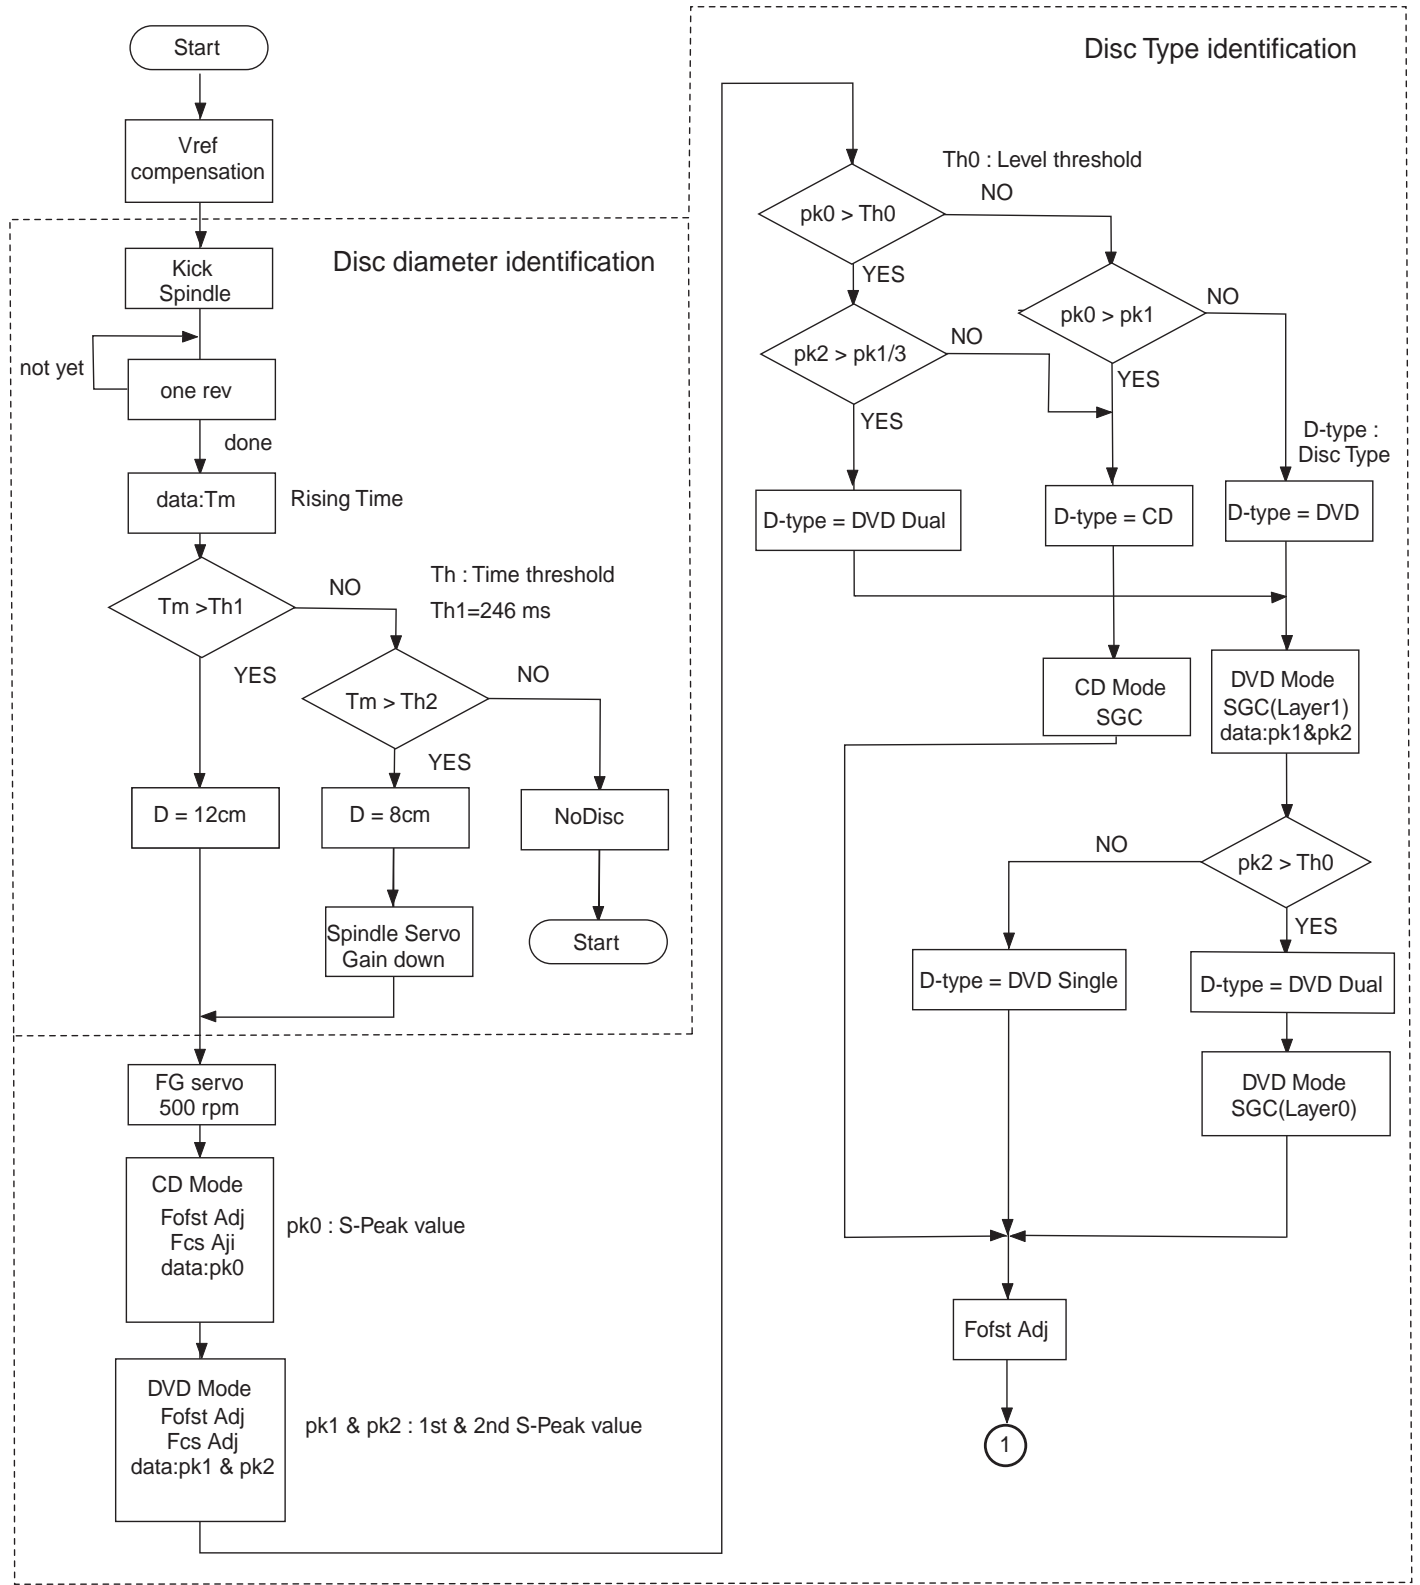 Start
Vref
compensation
Disc diameter identification
Kick
Spindle
not yet
one rev
done
data:Tm
Rising Time
Tm >Th1
NO
Th : Time threshold
Th1=246 ms
YES
Tm > Th2
NO
YES
D = 12cm
D = 8cm
NoDisc
Spindle Servo
Gain down
Start
FG servo
500 rpm
CD Mode
Fofst Adj
Fcs Aji
data:pk0
pk0 : S-Peak value
DVD Mode
Fofst Adj
Fcs Adj
data:pk1 & pk2
pk1 & pk2 : 1st & 2nd S-Peak value
Disc Type identification
Th0 : Level threshold
pk0 > Th0
NO
YES
pk0 > pk1
NO
pk2 > pk1/3
NO
YES
YES
D-type :
Disc Type
D-type = DVD Dual
D-type = CD
D-type = DVD
CD Mode
SGC
DVD Mode
SGC(Layer1)
data:pk1&pk2
pk2 > Th0
NO
YES
D-type = DVD Single
D-type = DVD Dual
DVD Mode
SGC(Layer0)
Fofst Adj
1